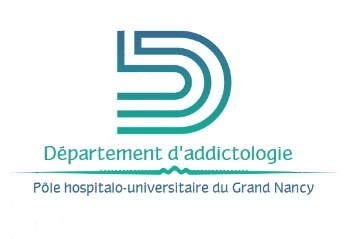 Département d'addictologie
Pôle hospitalo-universitaire du Grand Nancy